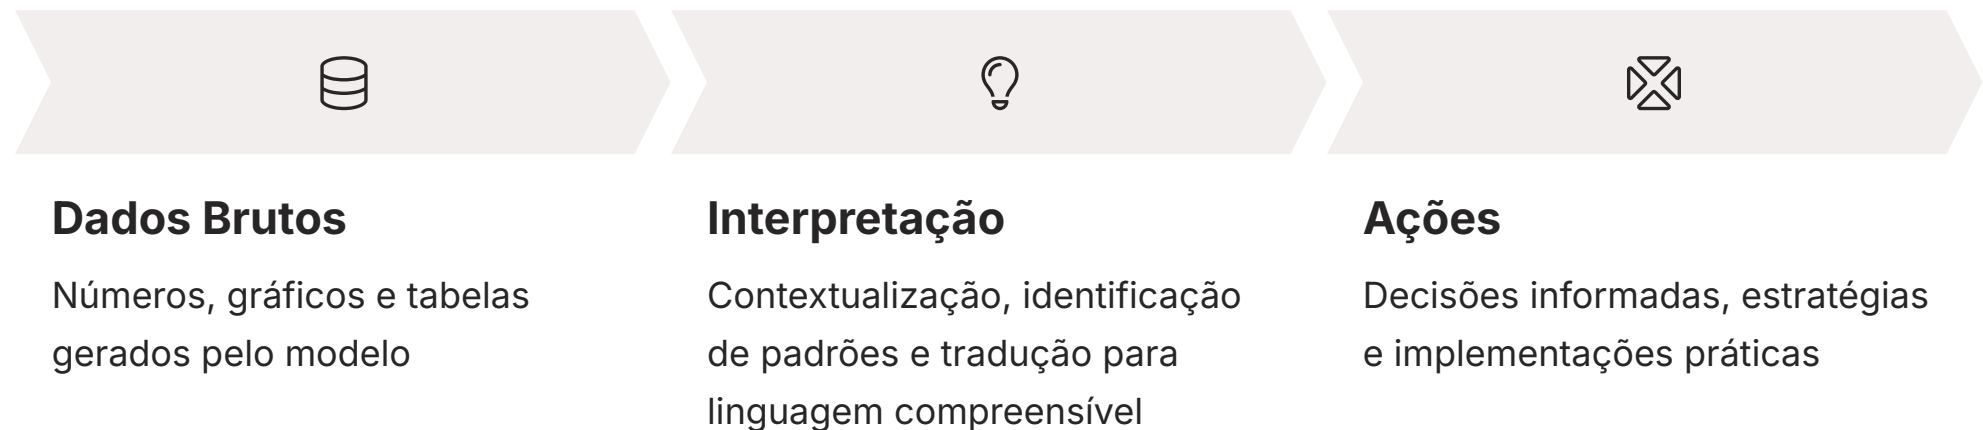 Dados Brutos
Números, gráficos e tabelas
gerados pelo modelo
Interpretação
Contextualização, identificação
de padrões e tradução para
linguagem compreensível
Ações
Decisões informadas, estratégias
e implementações práticas